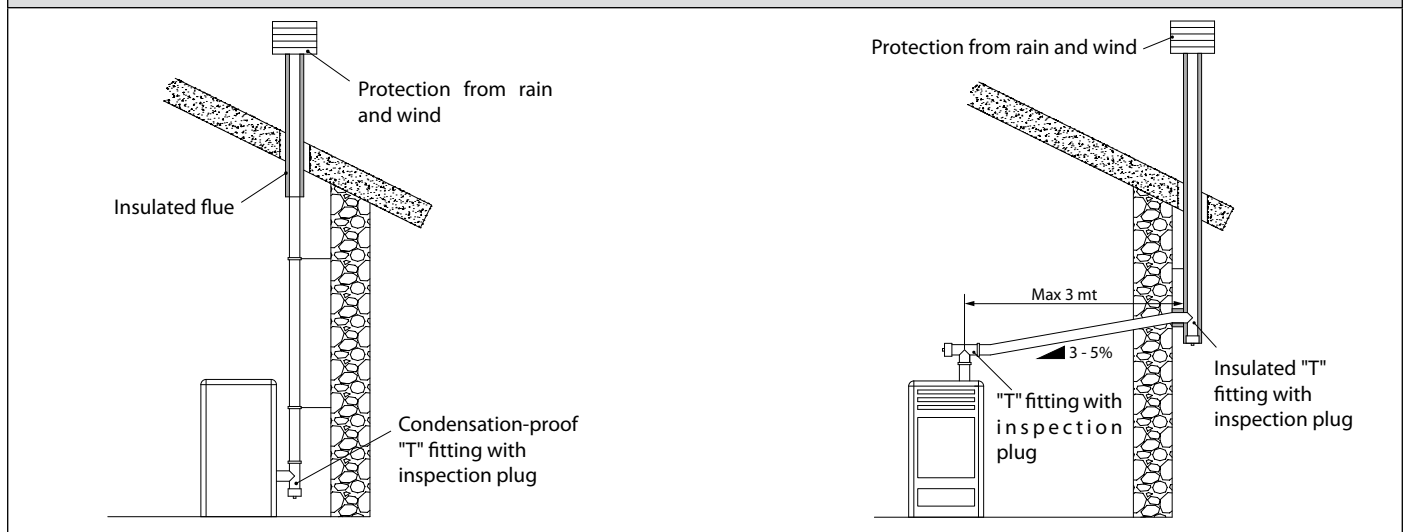 Protection from rain
and wind
Insulated flue
Condensation-proof
"T" fitting with
inspection plug
Protection from rain and wind
Max 3 mt
3 - 5%
"T" fitting with
inspection
plug
Insulated "T"
fitting with
inspection plug